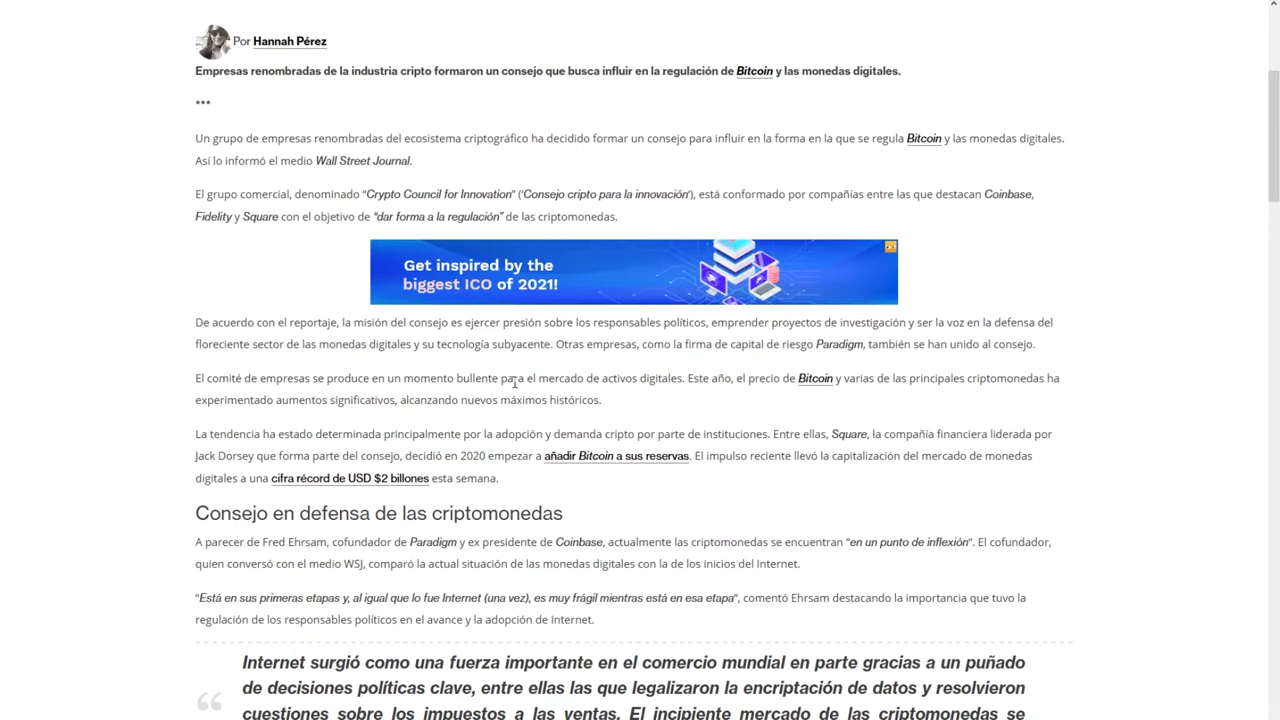 Por Hannah Pérez
Empresas renombradas de la industria cripto formaron un consejo que busca influir en la regulación de Bitcoin y las monedas digitales.
***
Un grupo de empresas renombradas del ecosistema criptográfico ha decidido formar un consejo para influir en la forma en la que se regula Bitcoin y las monedas digitales.
Así lo informó el medio Wall Street Journal.
El grupo comercial, denominado "Crypto Council for Innovation" ('Consejo cripto para la innovación'), está conformado por compañías entre las que destacan Coinbase,
Fidelity y Square con el objetivo de "dar forma a la regulación" de las criptomonedas.
Get inspired by the
biggest ICO of 2021!
De acuerdo con el reportaje, la misión del consejo es ejercer presión sobre los responsables políticos, emprender proyectos de investigación y ser la voz en la defensa del
floreciente sector de las monedas digitales y su tecnología subyacente. Otras empresas, como la firma de capital de riesgo Paradigm, también se han unido al consejo.
El comité de empresas se produce en un momento bullente para el mercado de activos digitales. Este año, el precio de Bitcoin y varias de las principales criptomonedas ha
experimentado aumentos significativos, alcanzando nuevos máximos históricos.
La tendencia ha estado determinada principalmente por la adopción y demanda cripto por parte de instituciones. Entre ellas, Square, la compañía financiera liderada por
Jack Dorsey que forma parte del consejo, decidió en 2020 empezar a añadir Bitcoin a sus reservas. El impulso reciente llevó la capitalización del mercado de monedas
digitales a una cifra récord de USD $2 billones esta semana.
Consejo en defensa de las criptomonedas
A parecer de Fred Ehrsam, cofundador de Paradigm y ex presidente de Coinbase, actualmente las criptomonedas se encuentran "en un punto de inflexión". El cofundador,
quien conversó con el medio WSJ, comparó la actual situación de las monedas digitales con la de los inicios del Internet.
"Está en sus primeras etapas y, al igual que lo fue Internet (una vez), es muy frágil mientras está en esa etapa", comentó Ehrsam destacando la importancia que tuvo la
regulación de los responsables políticos en el avance y la adopción de Internet.
Internet surgió como una fuerza importante en el comercio mundial en parte gracias a un puñado
de decisiones políticas clave, entre ellas las que legalizaron la encriptación de datos y resolvieron
cuestiones sobre los impuestos a las ventas. El incipiente mercado de las criptomonedas se